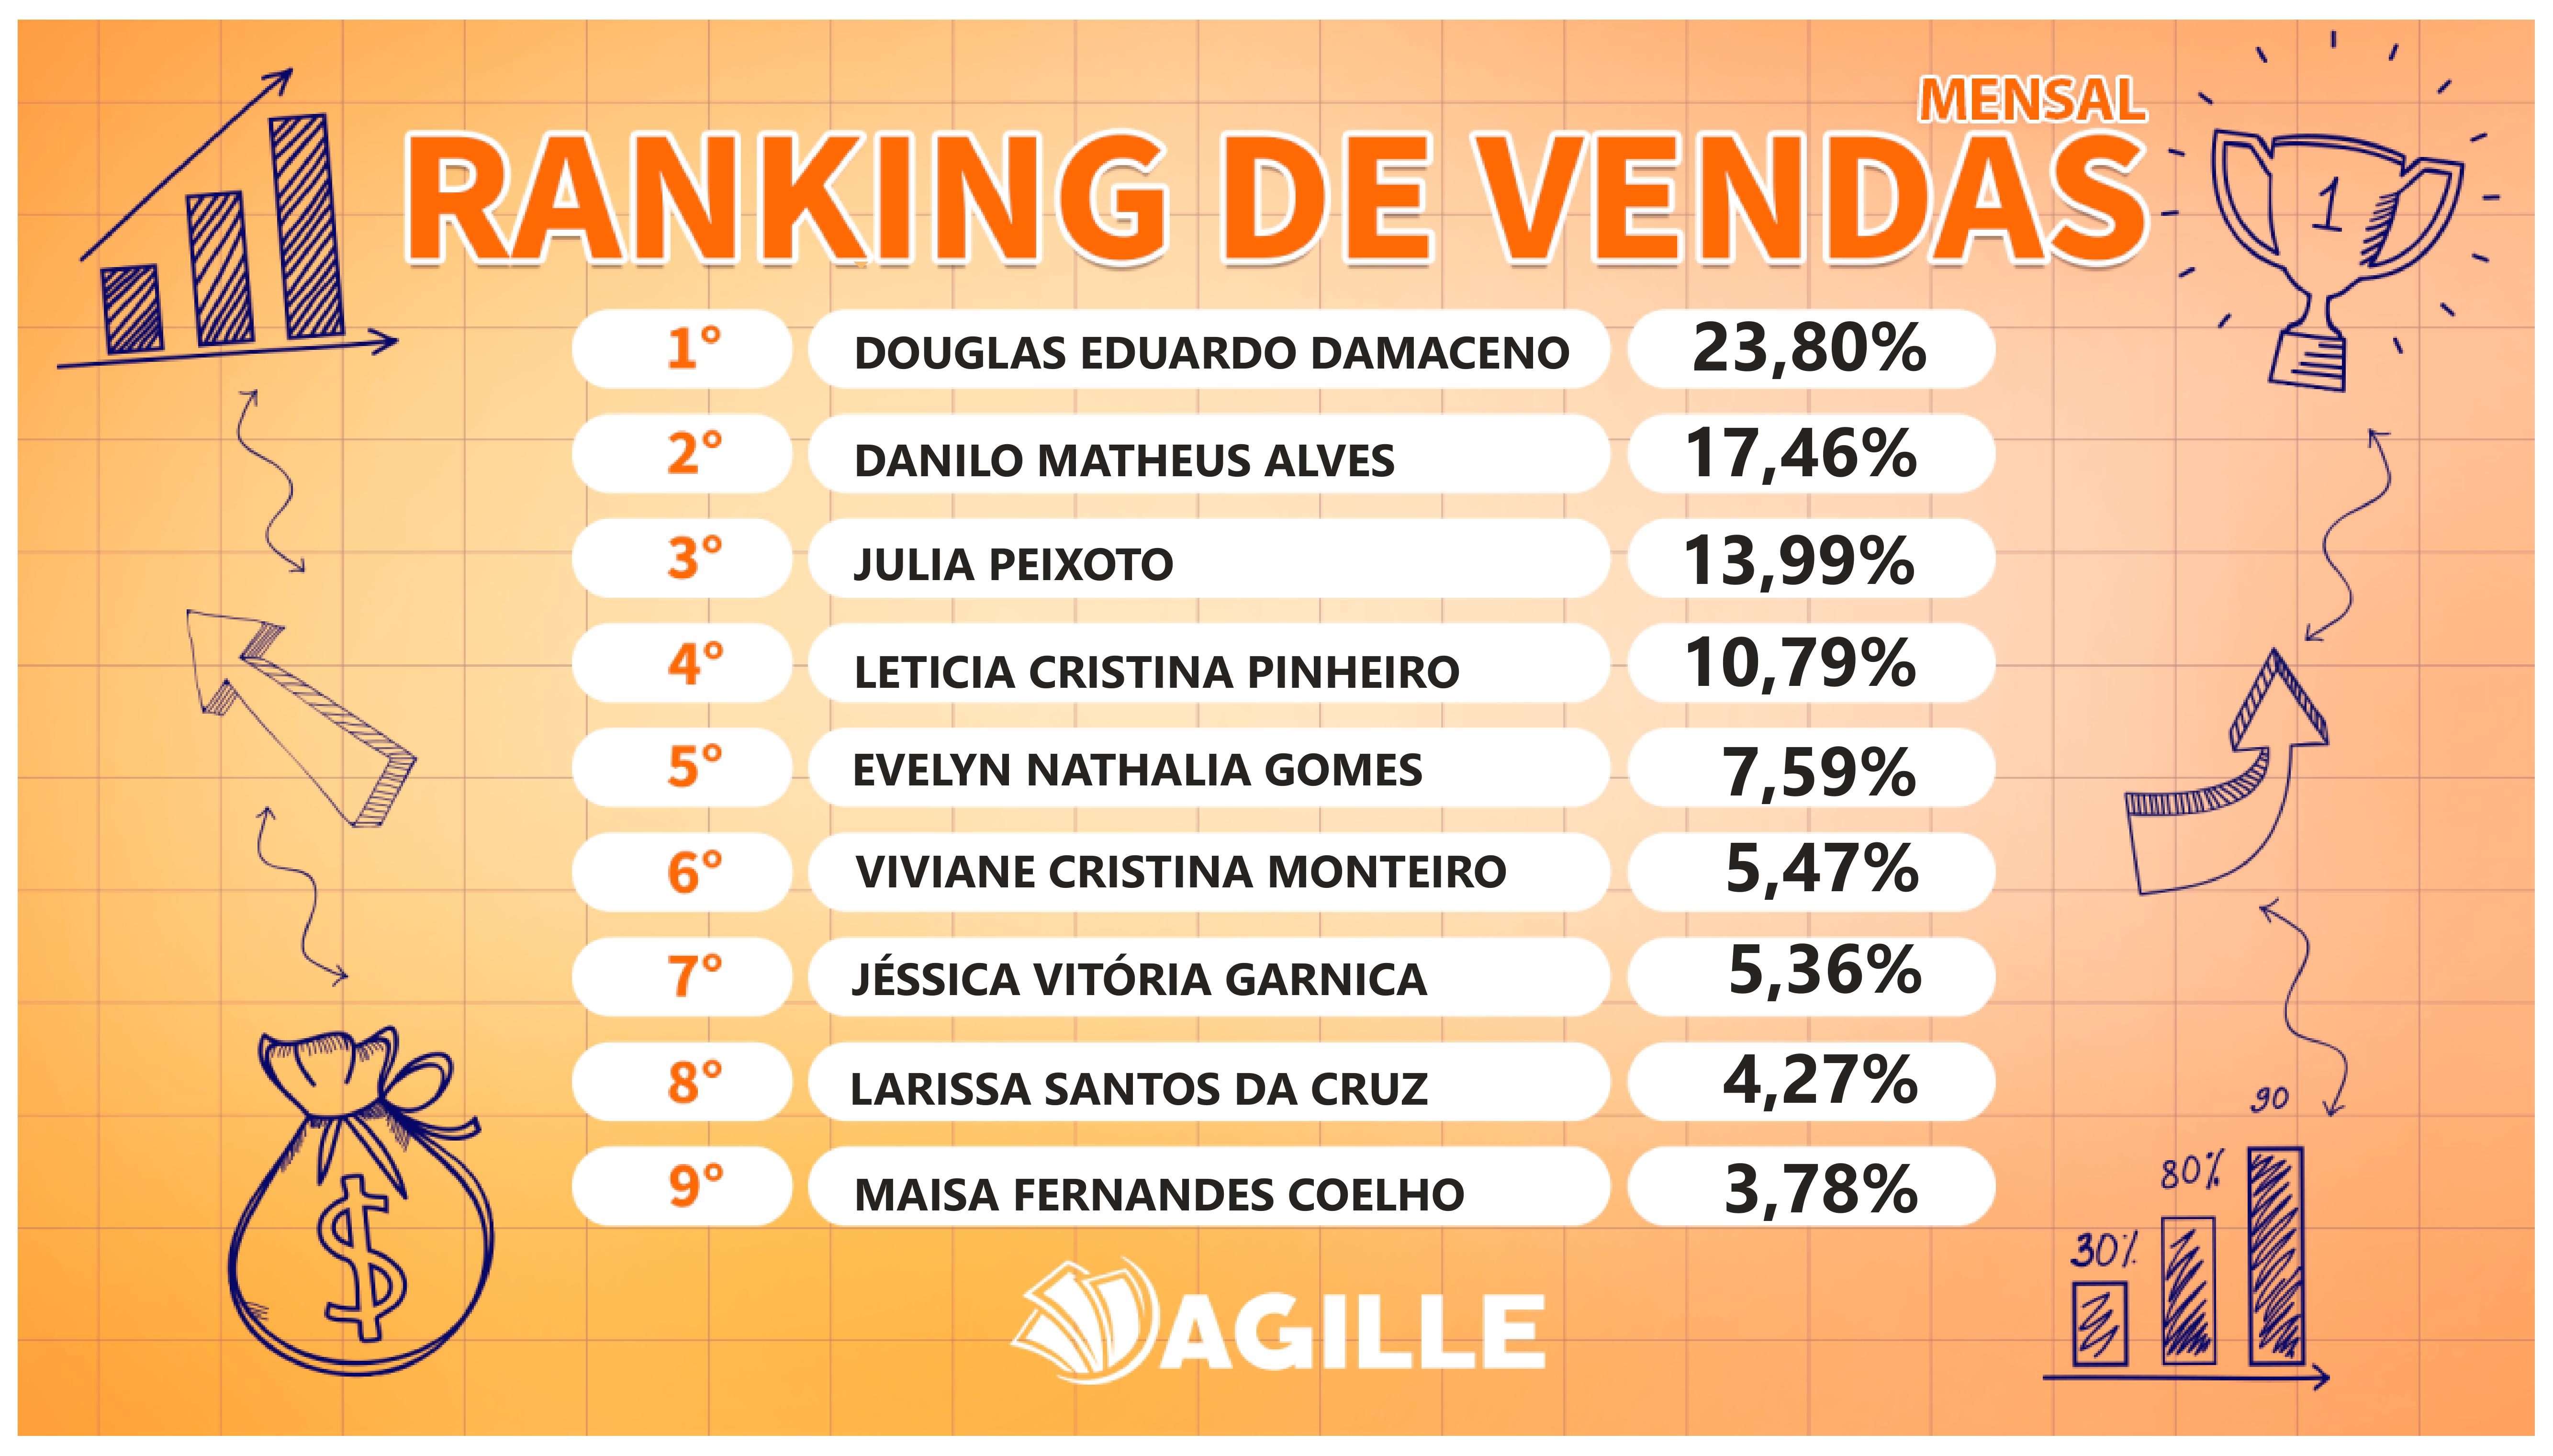 MENSAL
RANKING DE VENDAS
1
1° DOUGLAS EDUARDO DAMACENO 23,80%
2° DANILO MATHEUS ALVES 17,46%
3° JULIA PEIXOTO 13,99%
4° LETICIA CRISTINA PINHEIRO 10,79%
5° EVELYN NATHALIA GOMES 7,59%
6° VIVIANE CRISTINA MONTEIRO 5,47%
7° JÉSSICA VITÓRIA GARNICA 5,36%
8° LARISSA SANTOS DA CRUZ 4,27%
9° MAISA FERNANDES COELHO 3,78%
$
30%
80%
90
AGILLE